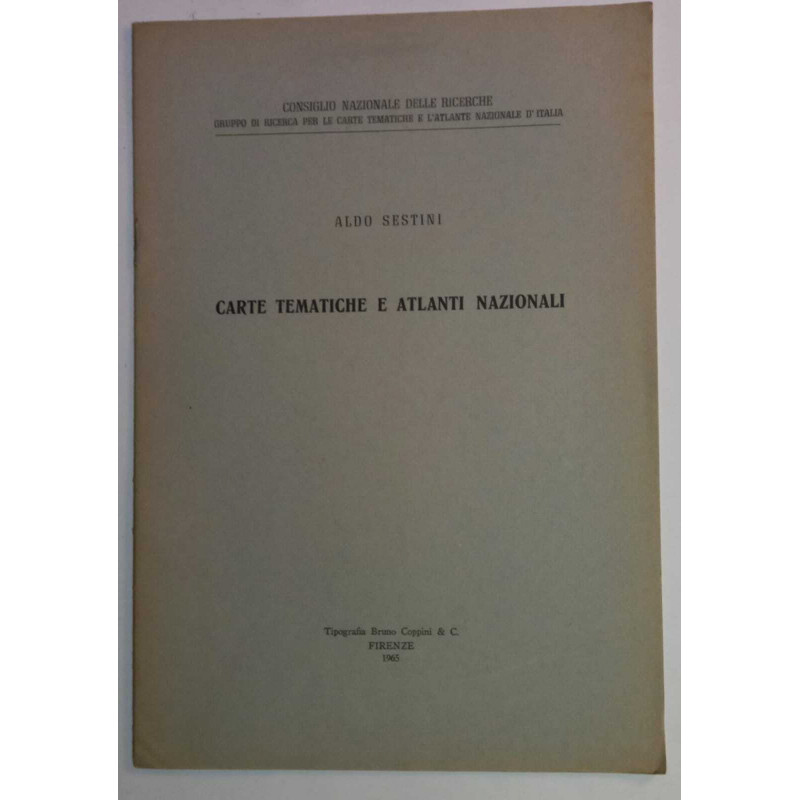 CONSIGLIO NAZIONALE DELLE RICERCHE
GRUPPO DI RICERCA PER LE CARTE TEMATICHE E L'ATLANTE NAZIONALE D'ITALIA
ALDO SESTINI
CARTE TEMATICHE E ATLANTI NAZIONALI
Tipografia Bruno Coppini & C.
FIRENZE
1965